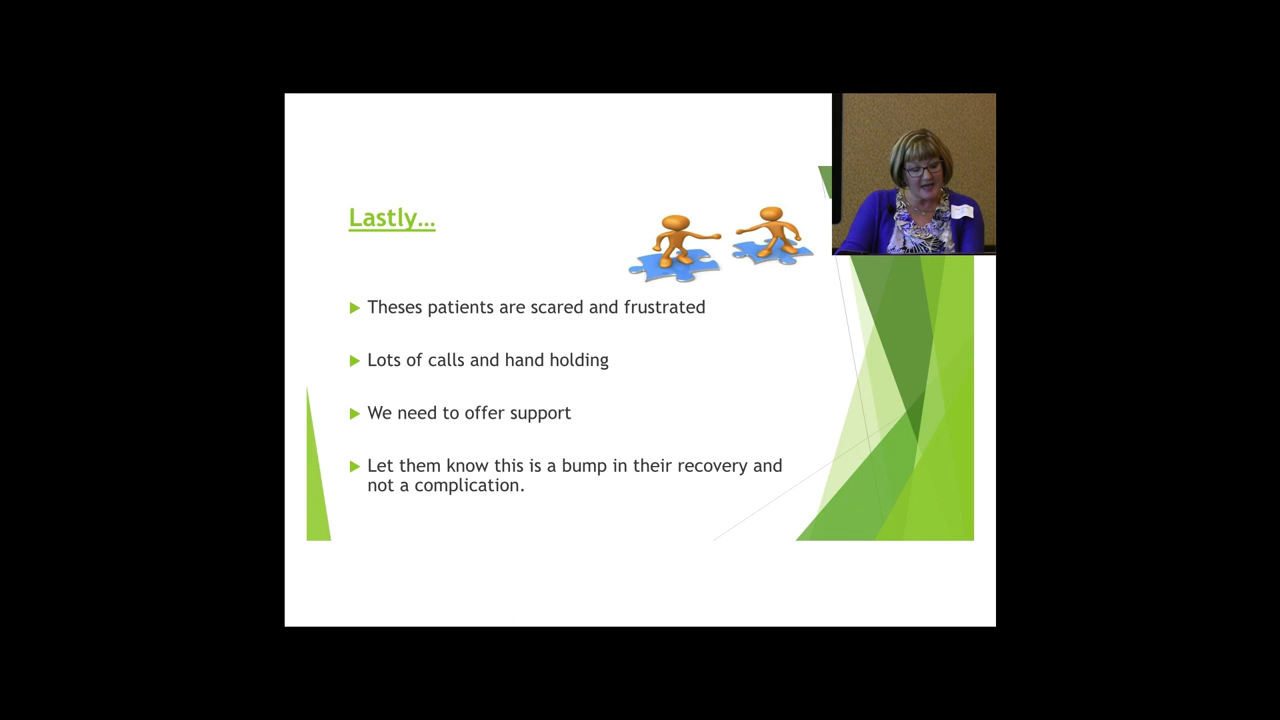 Lastly...
Theses patients are scared and frustrated
Lots of calls and hand holding
We need to offer support
Let them know this is a bump in their recovery and
not a complication.